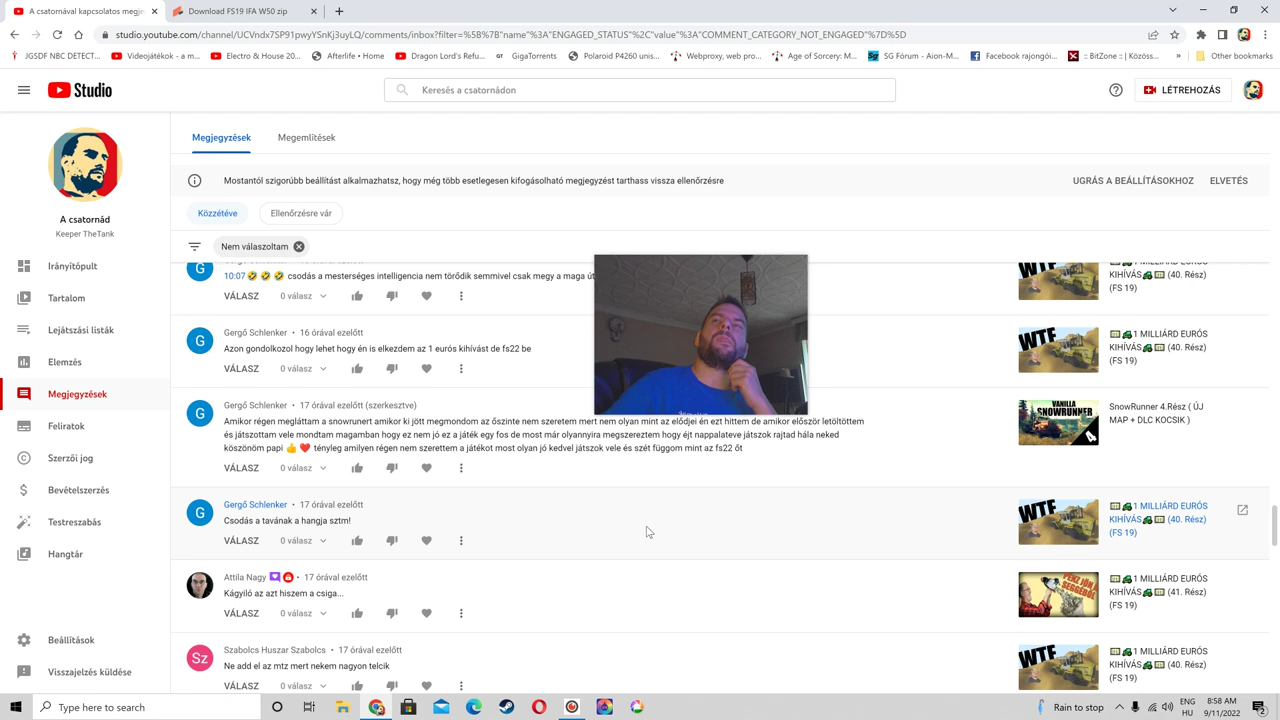 A csatornával kapcsolatos megj
Download FS19 IFA W50 zip
studio.youtube.com/channel/UCVndx7SP91pwyYSnKj3uyLQ/comments/inbox?filter=%5B%7B"name"%3A"ENGAGED_STATUS"%2C"value"%3A"COMMENT_CATEGORY_NOT_ENGAGED"%7D%5D
JGSDF NBC DETECT...
Videojátékok - a m...
Electro & House 20...
Afterlife • Home
Dragon Lord's Refu...
GT GigaTorrents
Polaroid P4260 unis...
Webproxy, web pro...
Age of Sorcery: M...
SG SG Fórum - Aion-M...
Facebook rajongói...
:: BitZone :: | Közöss...
»
Other bookmarks
Studio
Keresés a csatornádon
LÉTREHOZÁS
A csatornád
Keeper TheTank
Irányítópult
Tartalom
Lejátszási listák
Elemzés
Megjegyzések
Feliratok
Szerzői jog
Bevételszerzés
Testreszabás
Hangtár
Beállítások
Visszajelzés küldése
Megjegyzések
Megemlítések
Mostantól szigorúbb beállítást alkalmazhatsz, hogy még több esetlegesen kifogásolható megjegyzést tarthass vissza ellenőrzésre
UGRÁS A BEÁLLÍTÁSOKHOZ
ELVETÉS
Közzétéve
Ellenőrzésre vár
Nem válaszoltam
G
10:07 🤣 🤣 🤣 csodás a mesterséges intelligencia nem törődik semmivel csak megy a maga
VÁLASZ 0 válasz
KIHÍVÁS🚜💵 (40. Rész)
(FS 19)
G
Gergő Schlenker • 16 órával ezelőtt
Azon gondolkozol hogy lehet hogy én is elkezdem az 1 eurós kihívást de fs22 be
VÁLASZ 0 válasz
WTF
💵🚜1 MILLIÁRD EURÓS
KIHÍVÁS🚜💵 (40. Rész)
(FS 19)
G
Gergő Schlenker • 17 órával ezelőtt (szerkesztve)
Amikor régen megláttam a snowrunert amikor ki jött megmondom az őszinte nem szeretem mert nem olyan mint az elődjei én ezt hittem de amikor először letöltöttem
és játszottam vele mondtam magamban hogy ez nem jó ez a játék egy fos de most már olyannyira megszereztem hogy éjt nappalateve játszok rajtad hála neked
köszönöm papi 👍 ❤️ tényleg amilyen régen nem szerettem a játékot most olyan jó kedvel játszok vele és szét függom mint az fs22 őt
VÁLASZ 0 válasz
VANILLA
SNOWRUNNER
SnowRunner 4.Rész ( ÚJ
MAP + DLC KOCSIK )
G
Gergő Schlenker • 17 órával ezelőtt
Csodás a tavának a hangja sztm!
VÁLASZ 0 válasz
WTF
💵🚜1 MILLIÁRD EURÓS
KIHÍVÁS🚜💵 (40. Rész)
(FS 19)
Attila Nagy • 17 órával ezelőtt
Kágyiló az azt hiszem a csiga...
VÁLASZ 0 válasz
💵🚜1 MILLIÁRD EURÓS
KIHÍVÁS🚜💵 (41. Rész)
(FS 19)
Sz
Szabolcs Huszar Szabolcs • 17 órával ezelőtt
Ne add el az mtz mert nekem nagyon telcik
VÁLASZ 0 válasz
WTF
💵🚜1 MILLIÁRD EURÓS
KIHÍVÁS🚜💵 (40. Rész)
(FS 19)
Type here to search
Rain to stop
ENG
HU
8:58 AM
9/11/2022
2